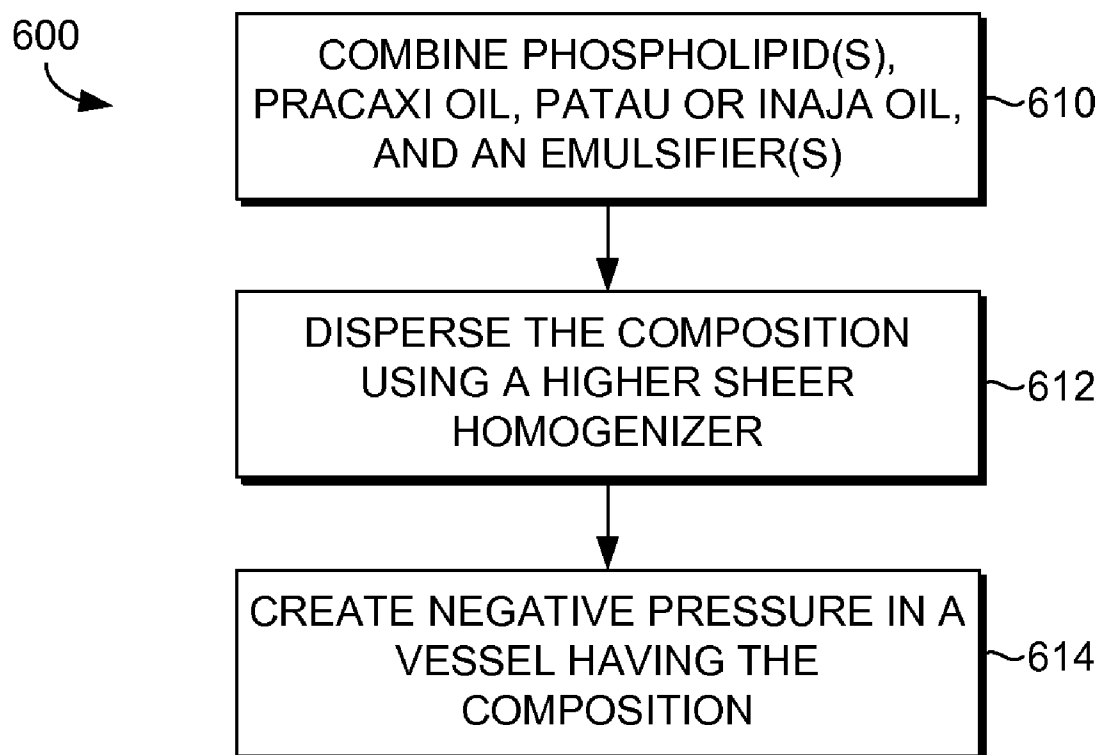 600
COMBINE PHOSPHOLIPID(S),
PRACAXI OIL, PATAU OR INAJA OIL,
AND AN EMULSIFIER(S)
610
DISPERSE THE COMPOSITION
USING A HIGHER SHEER
HOMOGENIZER
612
CREATE NEGATIVE PRESSURE IN A
VESSEL HAVING THE
COMPOSITION
614